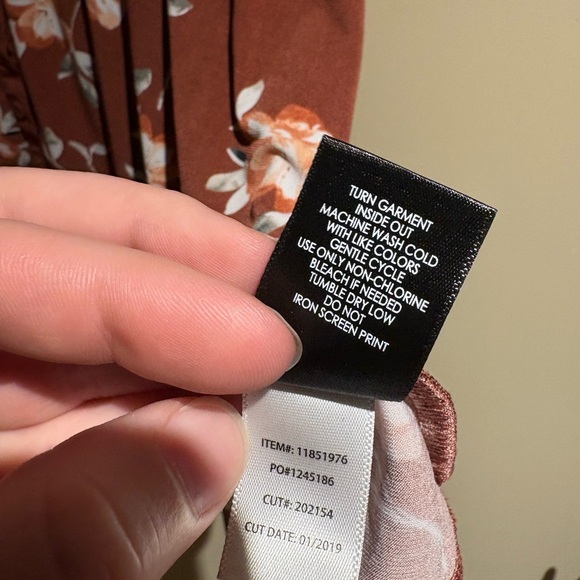 TURN GARMENT
INSIDE OUT
MACHINE WASH COLD
WITH LIKE COLORS
GENTLE CYCLE
USE ONLY NON-CHLORINE
BLEACH IF NEEDED
TUMBLE DRY LOW
DO NOT
IRON SCREEN PRINT
ITEM#: 11851976
PO#1245186
CUT#: 202154
CUT DATE: 01/2019